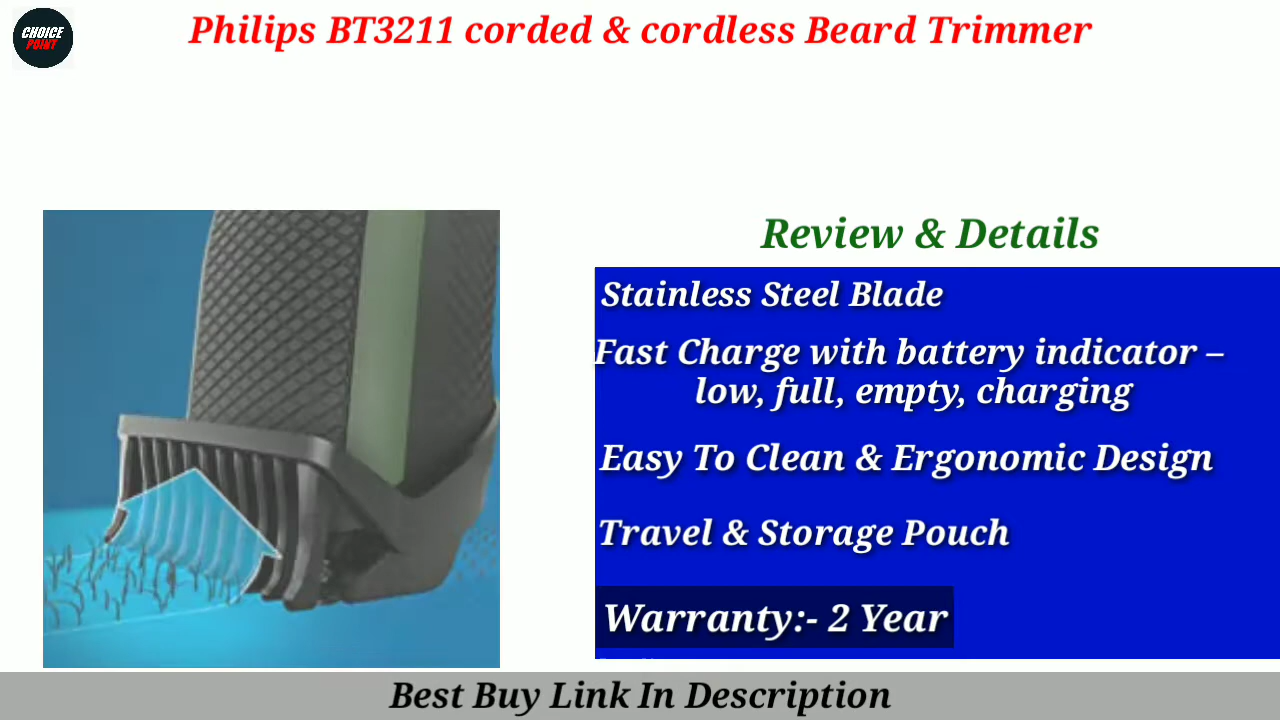 CHOICE
POINT
Philips BT3211 corded & cordless Beard Trimmer
Review & Details
Stainless Steel Blade
Fast Charge with battery indicator –
low, full, empty, charging
Easy To Clean & Ergonomic Design
Travel & Storage Pouch
Warranty:- 2 Year
Best Buy Link In Description